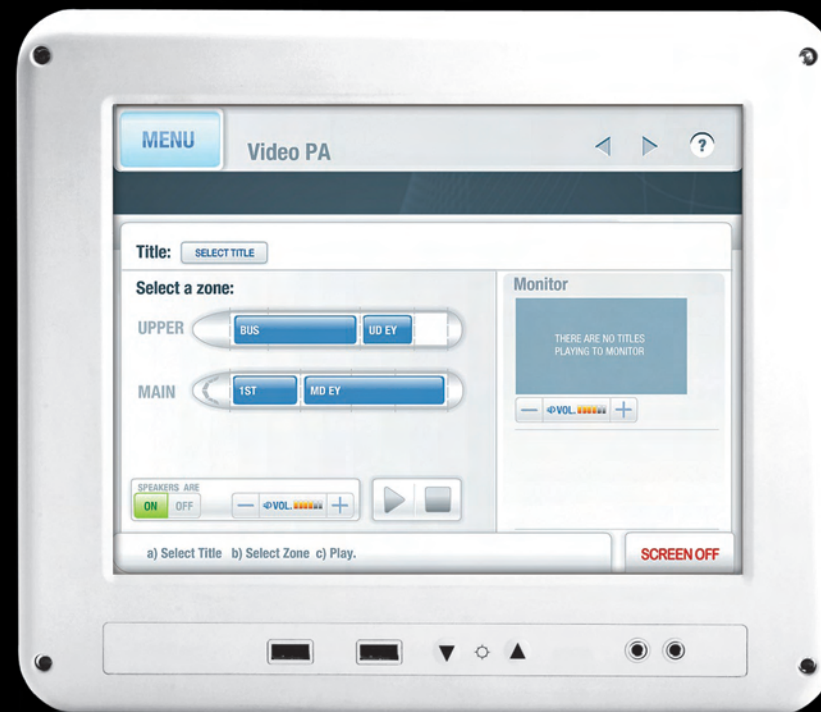 MENU
Video PA
?
Title: SELECT TITLE
Select a zone:
UPPER BUS UD EY
MAIN 1ST MD EY
Monitor
THERE ARE NO TITLES
PLAYING TO MONITOR
VOL.
SPEAKERS ARE
ON OFF
VOL.
a) Select Title b) Select Zone c) Play.
SCREEN OFF